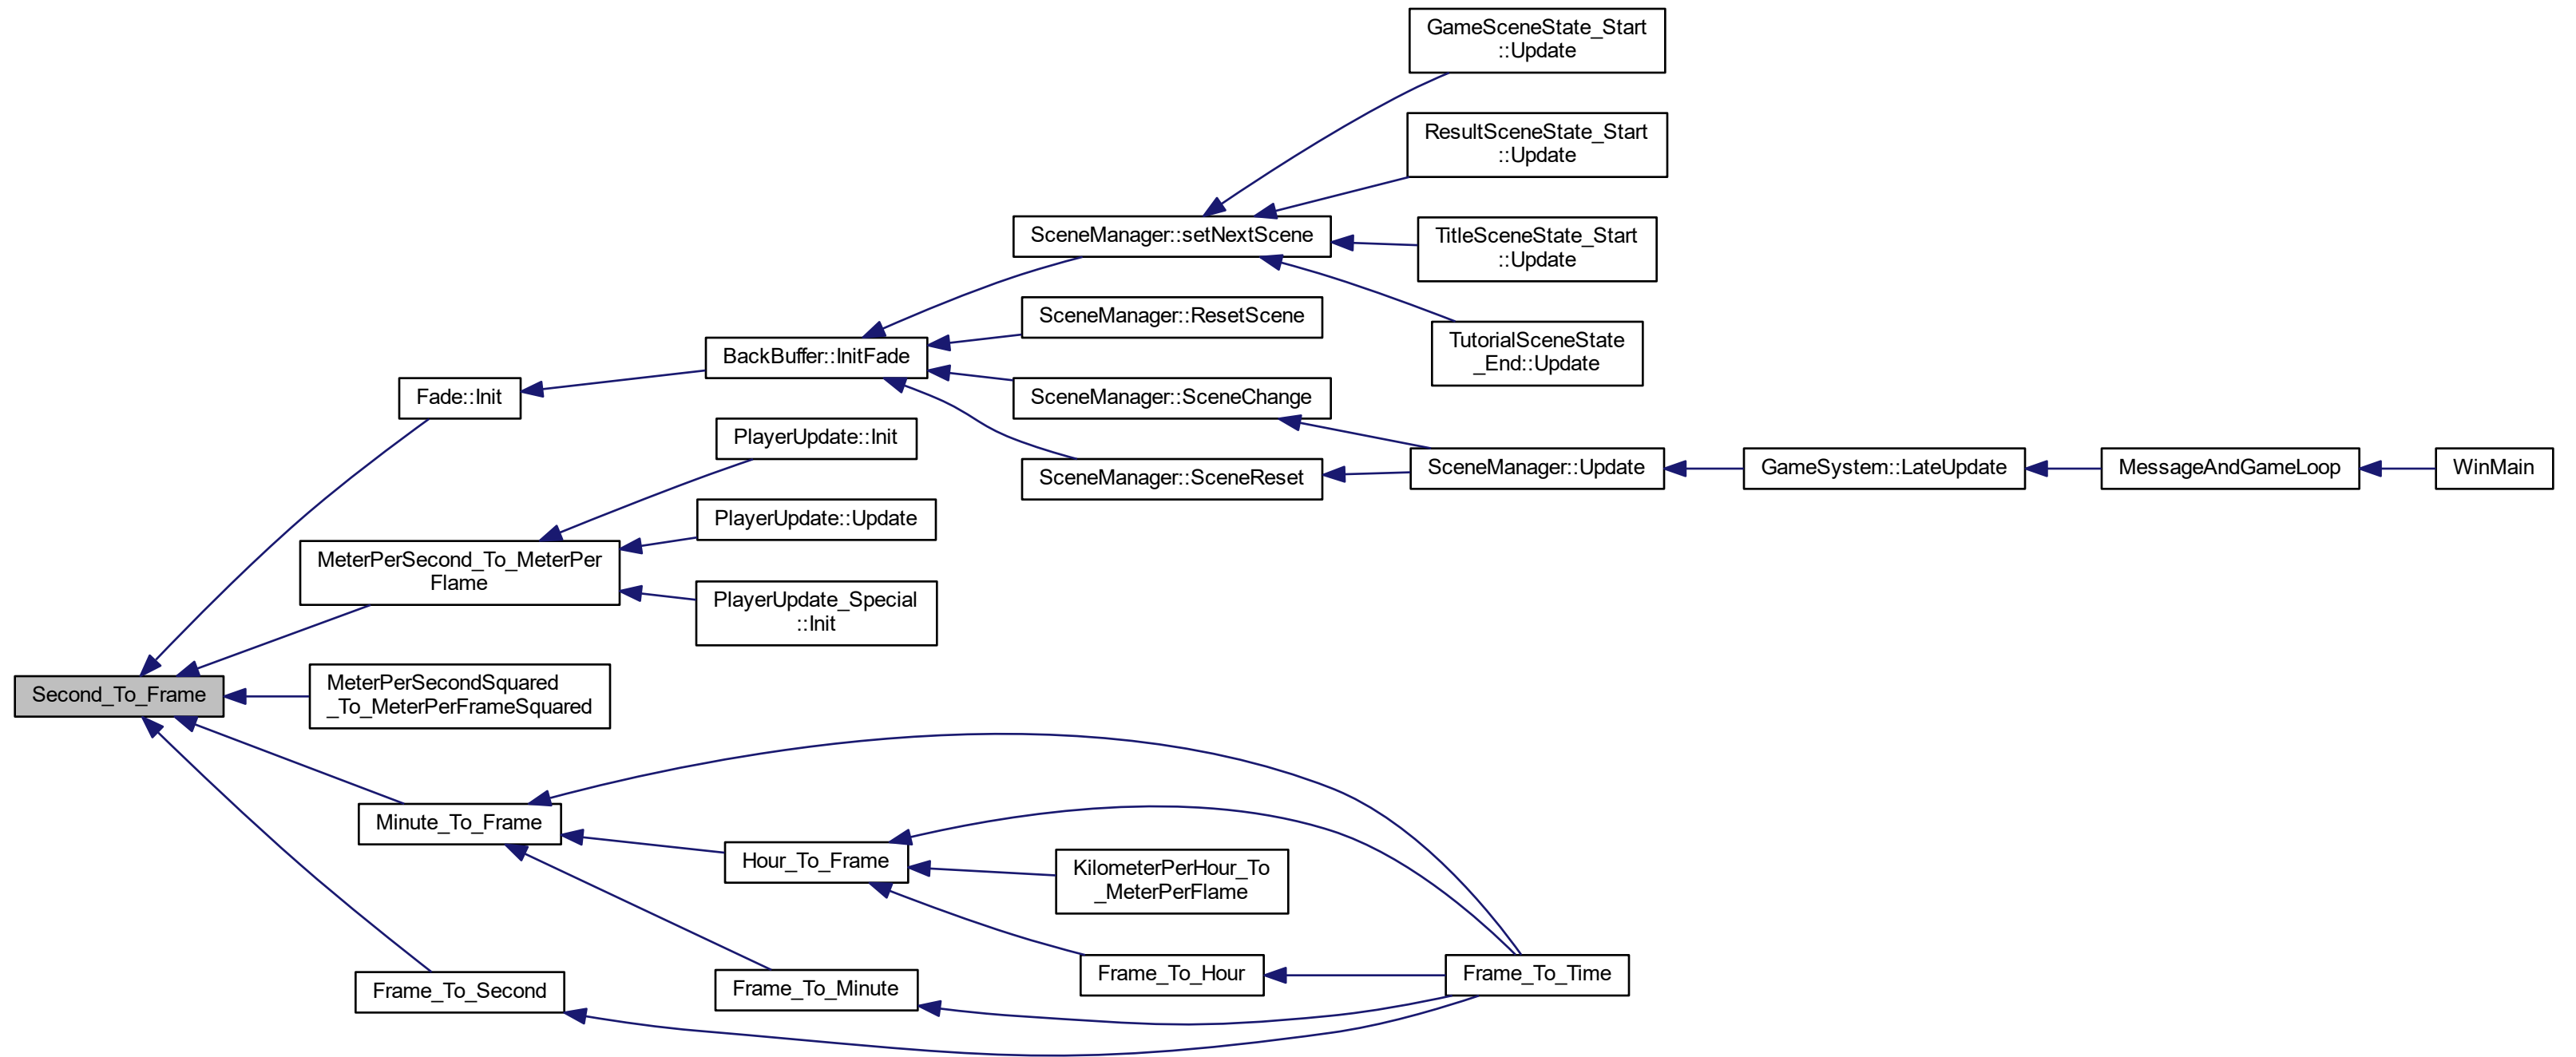 GameSceneState_Start
::Update
ResultSceneState_Start
::Update
SceneManager::setNextScene
TitleSceneState_Start
::Update
SceneManager::ResetScene
TutorialSceneState
_End::Update
BackBuffer::InitFade
Fade::Init
SceneManager::SceneChange
PlayerUpdate::Init
SceneManager::SceneReset
SceneManager::Update
GameSystem::LateUpdate
MessageAndGameLoop
WinMain
PlayerUpdate::Update
MeterPerSecond_To_MeterPer
Flame
PlayerUpdate_Special
::Init
Second_To_Frame
MeterPerSecondSquared
_To_MeterPerFrameSquared
Minute_To_Frame
Hour_To_Frame
KilometerPerHour_To
_MeterPerFlame
Frame_To_Second
Frame_To_Minute
Frame_To_Hour
Frame_To_Time